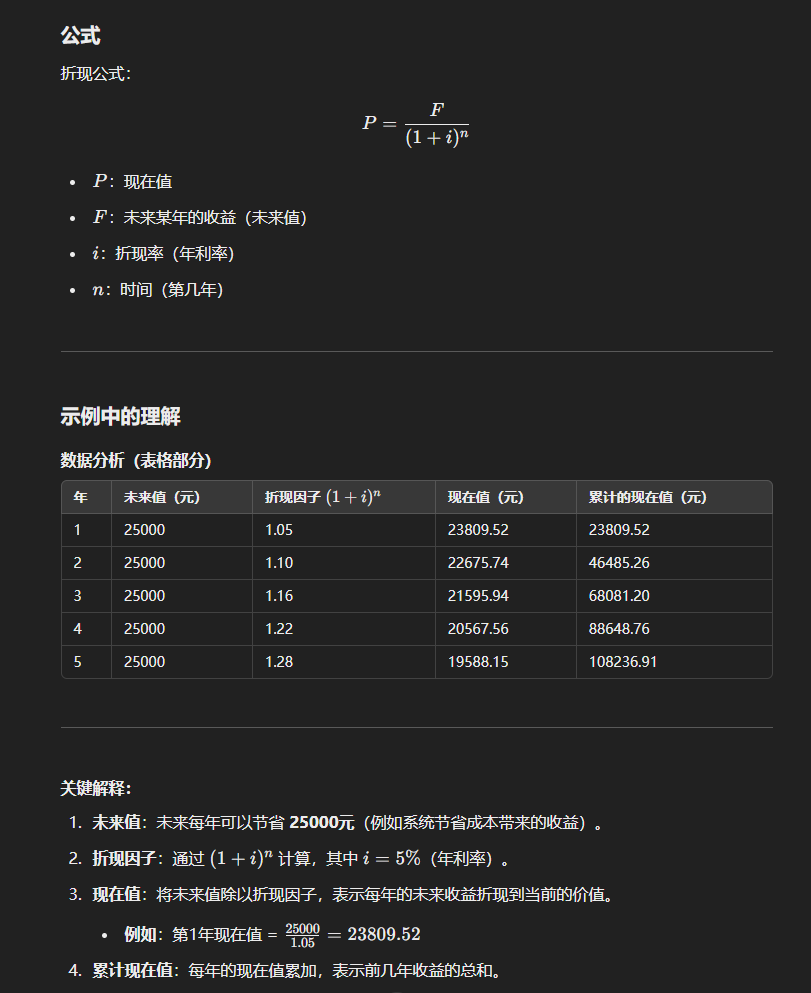 公式
折现公式：
P = F / (1 + i)^n
• P：现在值
• F：未来某年的收益（未来值）
• i：折现率（年利率）
• n：时间（第几年）
示例中的理解
数据分析（表格部分）
年 未来值（元） 折现因子 (1 + i)^n 现在值（元） 累计的现在值（元）
1 25000 1.05 23809.52 23809.52
2 25000 1.10 22675.74 46485.26
3 25000 1.16 21595.94 68081.20
4 25000 1.22 20567.56 88648.76
5 25000 1.28 19588.15 108236.91
关键解释：
1. 未来值：未来每年可以节省 25000元（例如系统节省成本带来的收益）。
2. 折现因子：通过 (1 + i)^n 计算，其中 i = 5%（年利率）。
3. 现在值：将未来值除以折现因子，表示每年的未来收益折现到当前的价值。
• 例如：第1年现在值 = 25000 / 1.05 = 23809.52
4. 累计现在值：每年的现在值累加，表示前几年收益的总和。